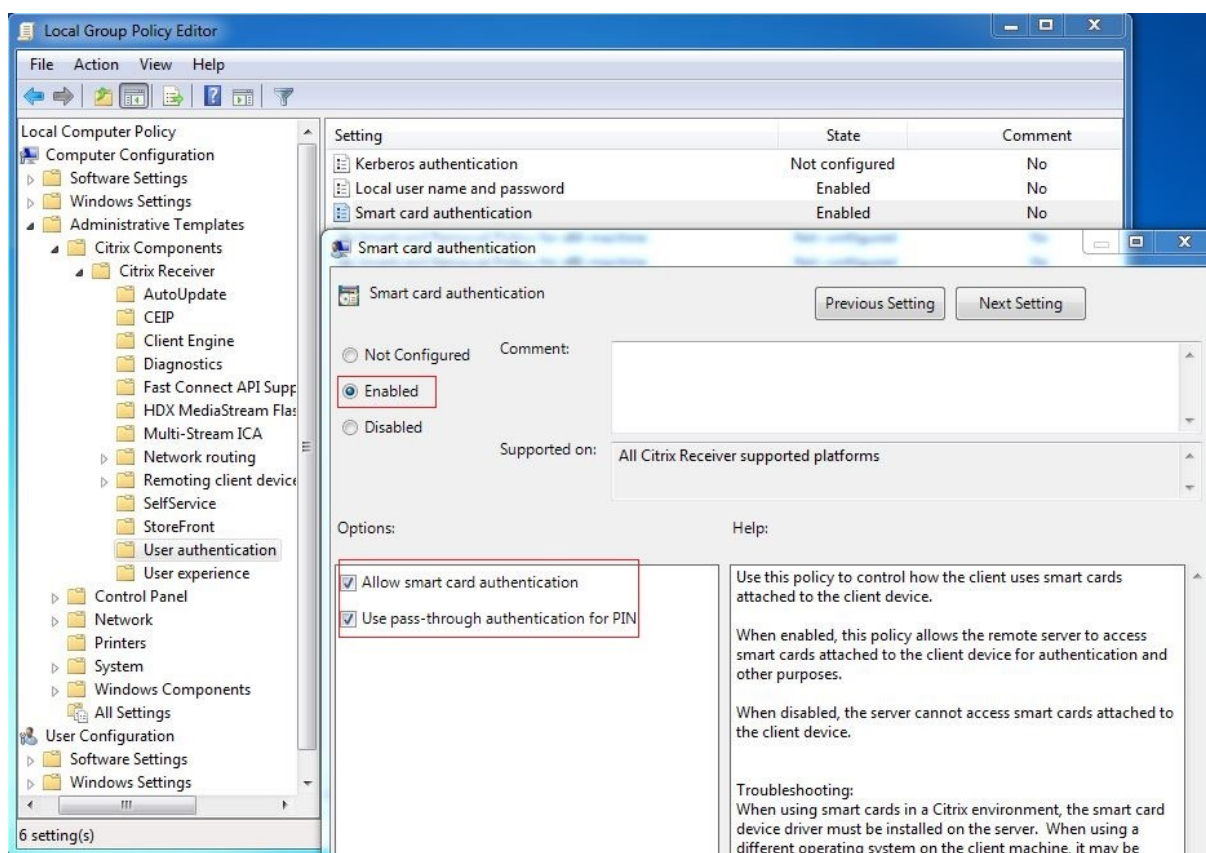 Local Group Policy Editor
File Action View Help
Local Computer Policy
Computer Configuration
Software Settings
Windows Settings
Administrative Templates
Citrix Components
Citrix Receiver
AutoUpdate
CEIP
Client Engine
Diagnostics
Fast Connect API Supp
HDX MediaStream Flas
Multi-Stream ICA
Network routing
Remoting client device
SelfService
StoreFront
User authentication
User experience
Control Panel
Network
Printers
System
Windows Components
All Settings
User Configuration
Software Settings
Windows Settings
6 setting(s)
Setting State Comment
Kerberos authentication Not configured No
Local user name and password Enabled No
Smart card authentication Enabled No
Smart card authentication
Smart card authentication
Previous Setting Next Setting
Not Configured
Enabled
Disabled
Comment:
Supported on: All Citrix Receiver supported platforms
Options:
Allow smart card authentication
Use pass-through authentication for PIN
Help:
Use this policy to control how the client uses smart cards
attached to the client device.
When enabled, this policy allows the remote server to access
smart cards attached to the client device for authentication and
other purposes.
When disabled, the server cannot access smart cards attached to
the client device.
Troubleshooting:
When using smart cards in a Citrix environment, the smart card
device driver must be installed on the server. When using a
different operating system on the client machine, it may be